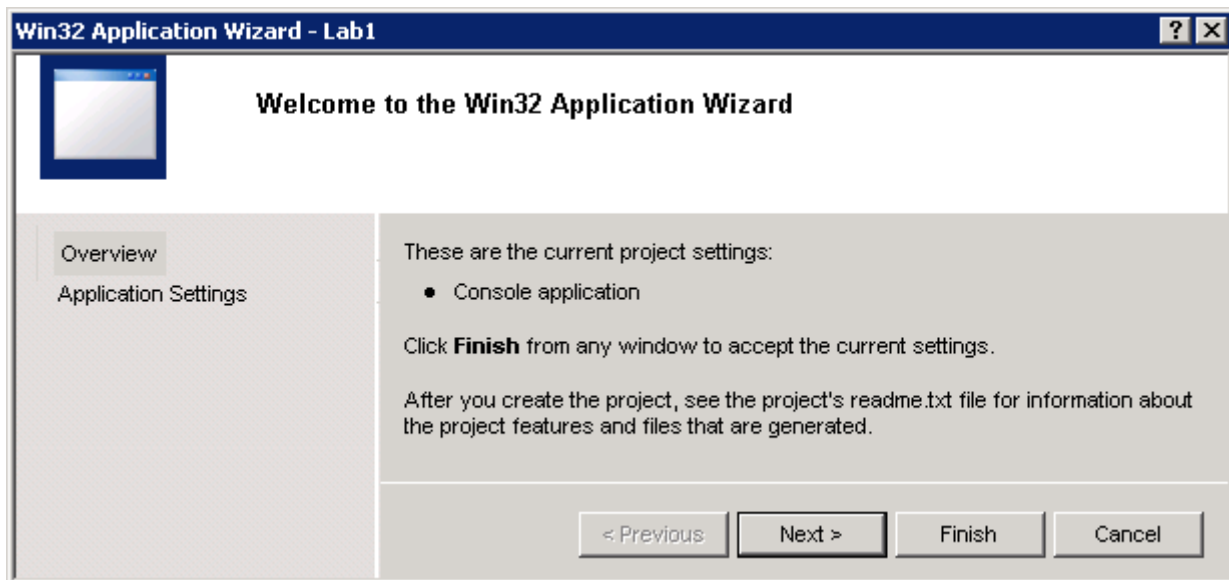 Win32 Application Wizard - Lab1
Welcome to the Win32 Application Wizard
Overview
Application Settings
These are the current project settings:
• Console application
Click Finish from any window to accept the current settings.
After you create the project, see the project's readme.txt file for information about
the project features and files that are generated.
< Previous
Next >
Finish
Cancel